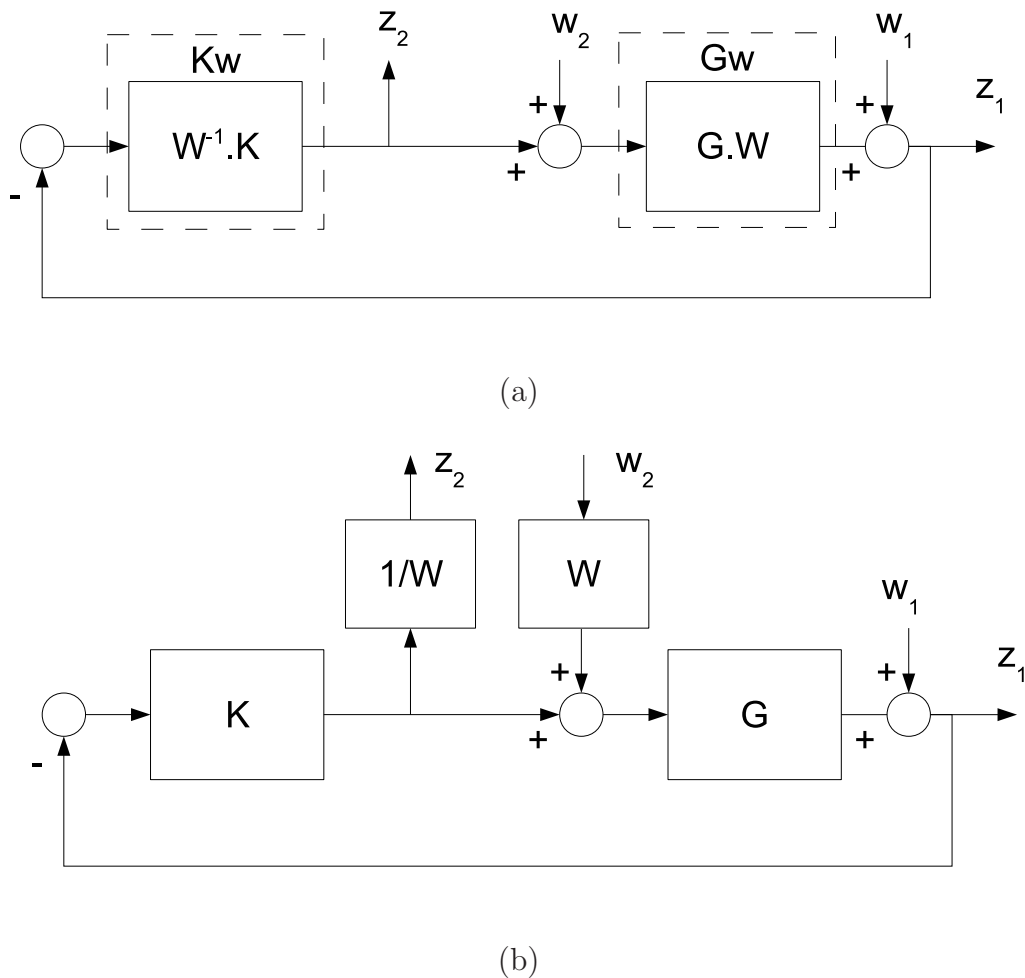 z₂ w₂ w₁
Kw Gw
z₁
W⁻¹.K G.W
+ + +
+ +
-
(a)
z₂ w₂
1/W W
w₁
z₁
+ +
K G
+ +
-
(b)